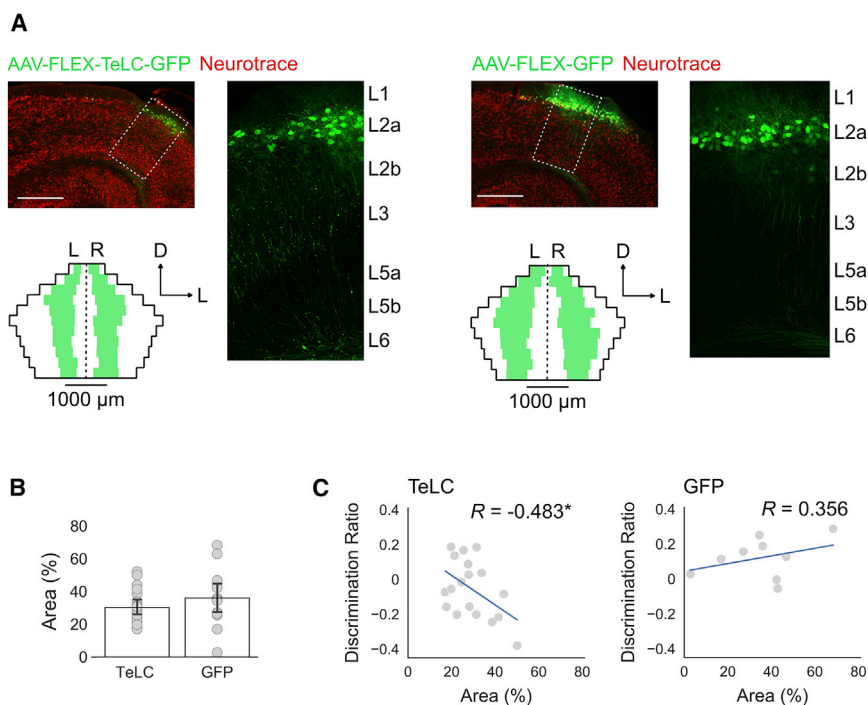 A
AAV-FLEX-TeLC-GFP Neurotrace
L1
L2a
L2b
L3
L5a
L5b
L6
L R
D
L
1000 µm
AAV-FLEX-GFP Neurotrace
L1
L2a
L2b
L3
L5a
L5b
L6
L R
D
L
1000 µm
B
Area (%)
80
60
40
20
0
TeLC GFP
C
TeLC
R = -0.483*
Discrimination Ratio
0.4
0.2
0
−0.2
−0.4
0 20 40 60 80
Area (%)
GFP
R = 0.356
Discrimination Ratio
0.4
0.2
0
−0.2
−0.4
0 20 40 60 80
Area (%)